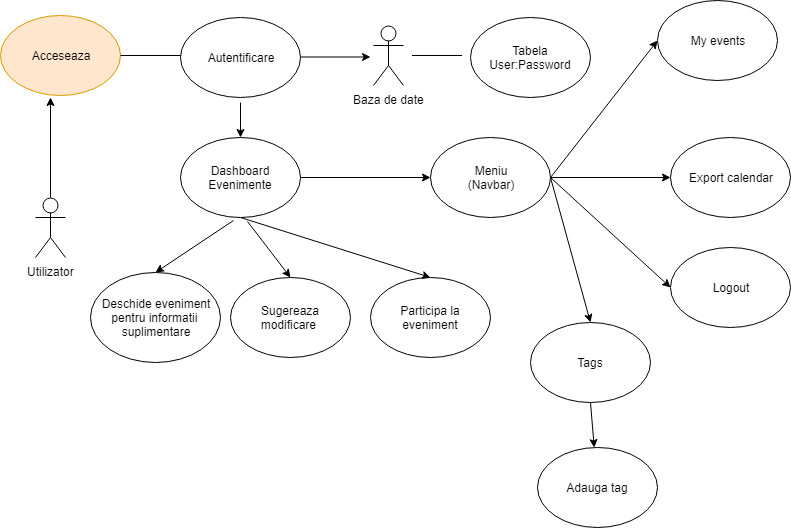 Acceseaza
Autentificare
Baza de date
Tabela
User:Password
My events
Utilizator
Dashboard
Evenimente
Meniu
(Navbar)
Export calendar
Logout
Deschide eveniment
pentru informatii
suplimentare
Sugereaza
modificare
Participa la
eveniment
Tags
Adauga tag